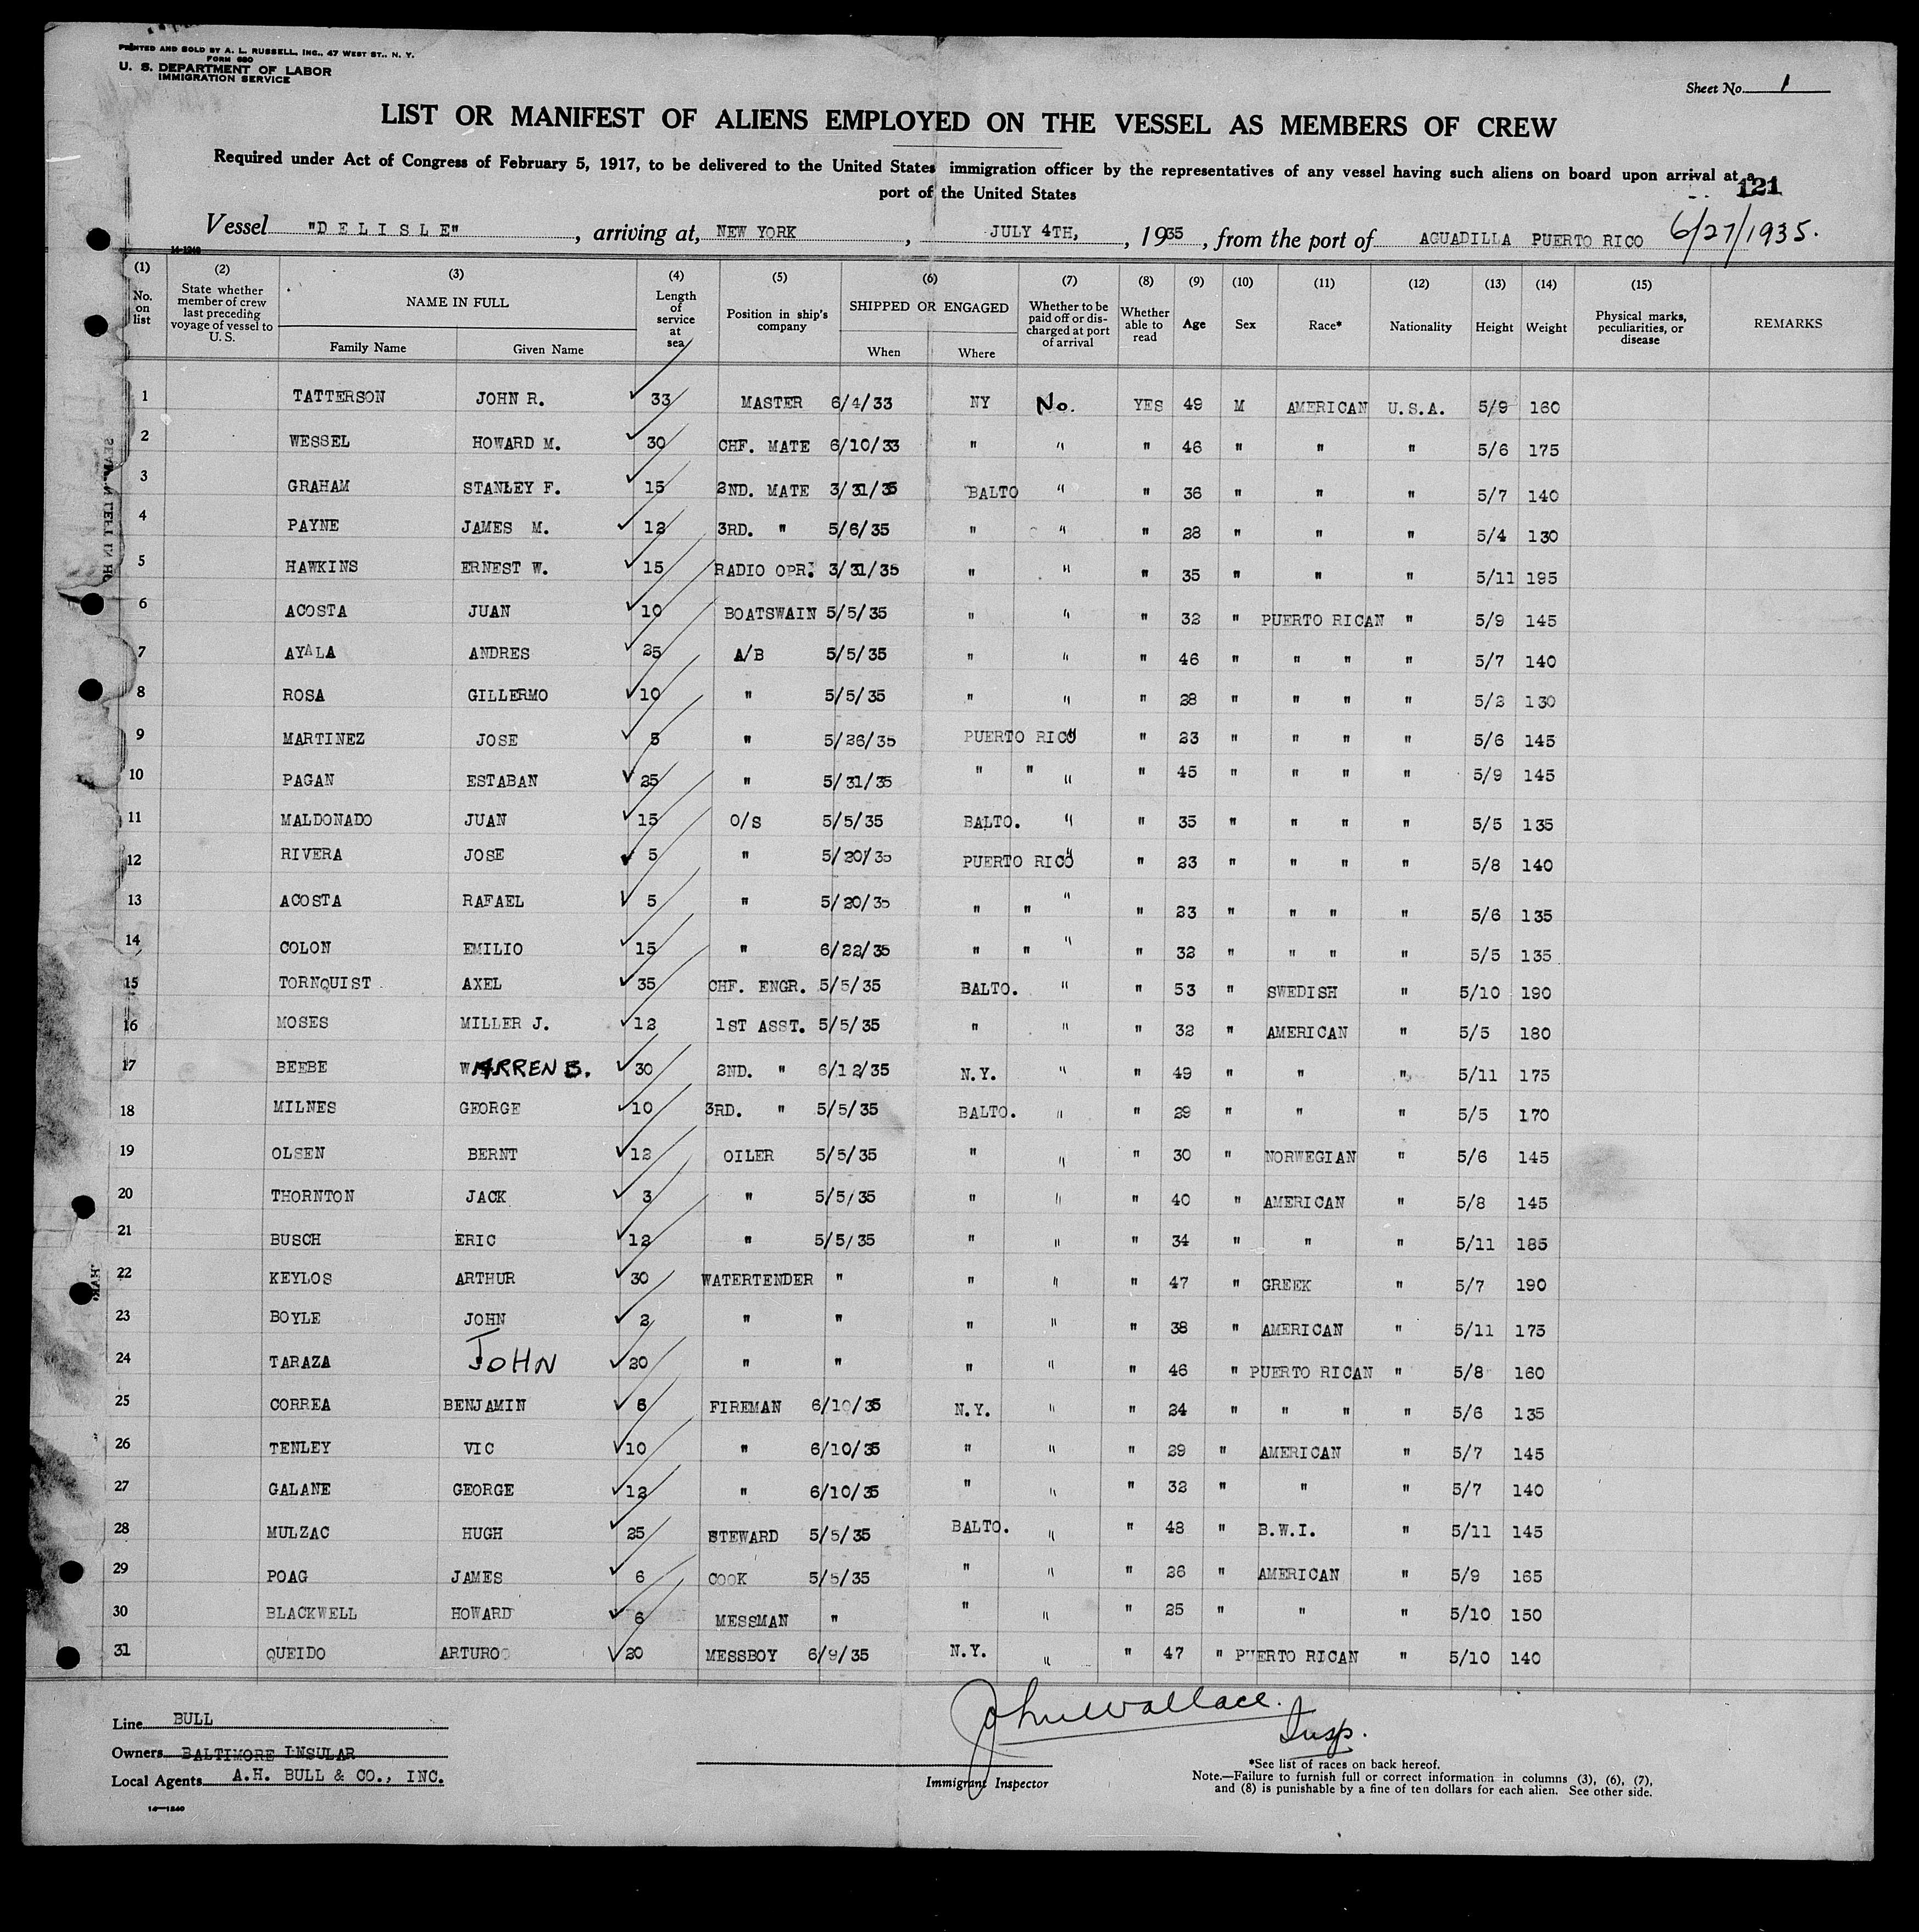 PRINTED AND SOLD BY A. L. RUSSELL, INC., 47 WEST ST., N. Y.
FORM 680
U. S. DEPARTMENT OF LABOR
IMMIGRATION SERVICE
Sheet No. 1
LIST OR MANIFEST OF ALIENS EMPLOYED ON THE VESSEL AS MEMBERS OF CREW
Required under Act of Congress of February 5, 1917, to be delivered to the United States immigration officer by the representatives of any vessel having such aliens on board upon arrival at a
port of the United States
121
Vessel "DELISLE", arriving at, NEW YORK, JULY 4TH, 1935, from the port of AGUADILLA PUERTO RICO 6/27/1935.
14-1240
(1) (2) (3) (4) (5) (6) (7) (8) (9) (10) (11) (12) (13) (14) (15)
No. on list State whether member of crew last preceding voyage of vessel to U. S. NAME IN FULL Length of service at sea Position in ship's company SHIPPED OR ENGAGED Whether to be paid off or discharged at port of arrival Whether able to read Age Sex Race* Nationality Height Weight Physical marks, peculiarities, or disease REMARKS
Family Name Given Name When Where
1 TATTERSON JOHN R. 33 MASTER 6/4/33 NY No. YES 49 M AMERICAN U.S.A. 5/9 160
2 WESSEL HOWARD M. 30 CHF. MATE 6/10/33 " " " 46 " " " 5/6 175
3 GRAHAM STANLEY F. 15 2ND. MATE 3/31/35 BALTO " " 36 " " " 5/7 140
4 PAYNE JAMES M. 12 3RD. " 5/6/35 " " " 28 " " " 5/4 130
5 HAWKINS ERNEST W. 15 RADIO OPR. 3/31/35 " " " 35 " " " 5/11 195
6 ACOSTA JUAN 10 BOATSWAIN 5/5/35 " " " 32 " PUERTO RICAN " 5/9 145
7 AYALA ANDRES 25 A/B 5/5/35 " " " 46 " " " " 5/7 140
8 ROSA GILLERMO 10 " 5/5/35 " " " 28 " " " " 5/2 130
9 MARTINEZ JOSE 5 " 5/26/35 PUERTO RICO " " 23 " " " " 5/6 145
10 PAGAN ESTABAN 25 " 5/31/35 " " " " 45 " " " " 5/9 145
11 MALDONADO JUAN 15 O/S 5/5/35 BALTO. " " 35 " " " " 5/5 135
12 RIVERA JOSE 5 " 5/20/35 PUERTO RICO " " 23 " " " " 5/8 140
13 ACOSTA RAFAEL 5 " 5/20/35 " " " " 23 " " " " 5/6 135
14 COLON EMILIO 15 " 6/22/35 " " " " 32 " " " " 5/5 135
15 TORNQUIST AXEL 35 CHF. ENGR. 5/5/35 BALTO. " " 53 " SWEDISH " 5/10 190
16 MOSES MILLER J. 12 1ST ASST. 5/5/35 " " " 32 " AMERICAN " 5/5 180
17 BEEBE WARREN B. 30 2ND. " 6/12/35 N.Y. " " 49 " " " 5/11 175
18 MILNES GEORGE 10 3RD. " 5/5/35 BALTO. " " 29 " " " 5/5 170
19 OLSEN BERNT 12 OILER 5/5/35 " " " 30 " NORWEGIAN " 5/6 145
20 THORNTON JACK 3 " 5/5/35 " " " 40 " AMERICAN " 5/8 145
21 BUSCH ERIC 12 " 5/5/35 " " " 34 " " " 5/11 185
22 KEYLOS ARTHUR 30 WATERTENDER " " " " 47 " GREEK " 5/7 190
23 BOYLE JOHN 2 " " " " " 38 " AMERICAN " 5/11 175
24 TARAZA JOHN 20 " " " " " 46 " PUERTO RICAN " 5/8 160
25 CORREA BENJAMIN 6 FIREMAN 6/10/35 N.Y. " " 24 " " " " 5/6 135
26 TENLEY VIC 10 " 6/10/35 " " " 29 " AMERICAN " 5/7 145
27 GALANE GEORGE 12 " 6/10/35 " " " 32 " " " 5/7 140
28 MULZAC HUGH 25 STEWARD 5/5/35 BALTO. " " 48 " B.W.I. " 5/11 145
29 POAG JAMES 6 COOK 5/5/35 " " " 26 " AMERICAN " 5/9 165
30 BLACKWELL HOWARD 6 MESSMAN " " " " 25 " " " 5/10 150
31 QUEIDO ARTURO 20 MESSBOY 6/9/35 N.Y. " " 47 " PUERTO RICAN " 5/10 140
John Wallace.
Insp.
Line BULL
Owners BALTIMORE INSULAR
Local Agents A.H. BULL & CO., INC.
Immigrant Inspector
*See list of races on back hereof.
Note.—Failure to furnish full or correct information in columns (3), (6), (7),
and (8) is punishable by a fine of ten dollars for each alien. See other side.
14-1240